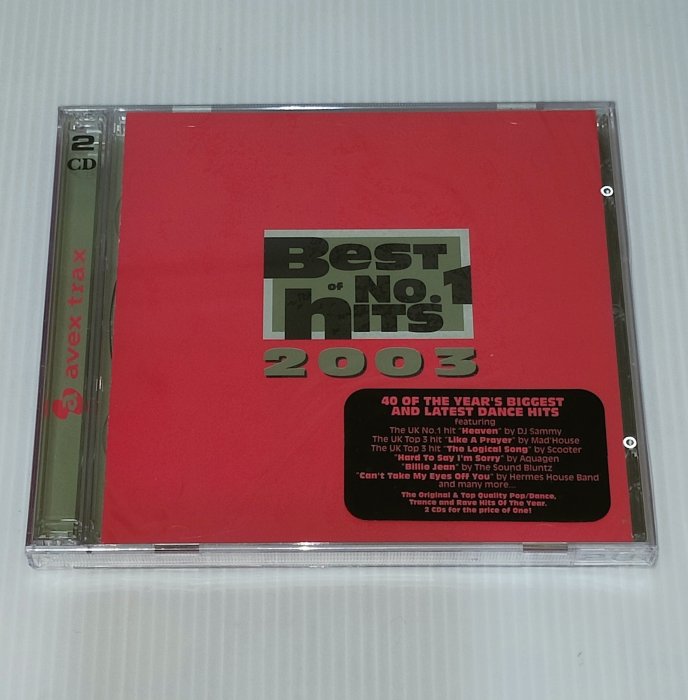 2
CD
avex trax
Best
OF No.1
hits
2003
40 OF THE YEAR'S BIGGEST
AND LATEST DANCE HITS
featuring
The UK No.1 hit "Heaven" by DJ Sammy
The UK Top 3 hit "Like A Prayer" by Mad'House
The UK Top 3 hit "The Logical Song" by Scooter
"Hard To Say I'm Sorry" by Aquagen
"Billie Jean" by The Sound Bluntz
"Can't Take My Eyes Off You" by Hermes House Band
and many more...
The Original & Top Quality Pop/Dance,
Trance and Rave Hits Of The Year.
2 CDs for the price of One!